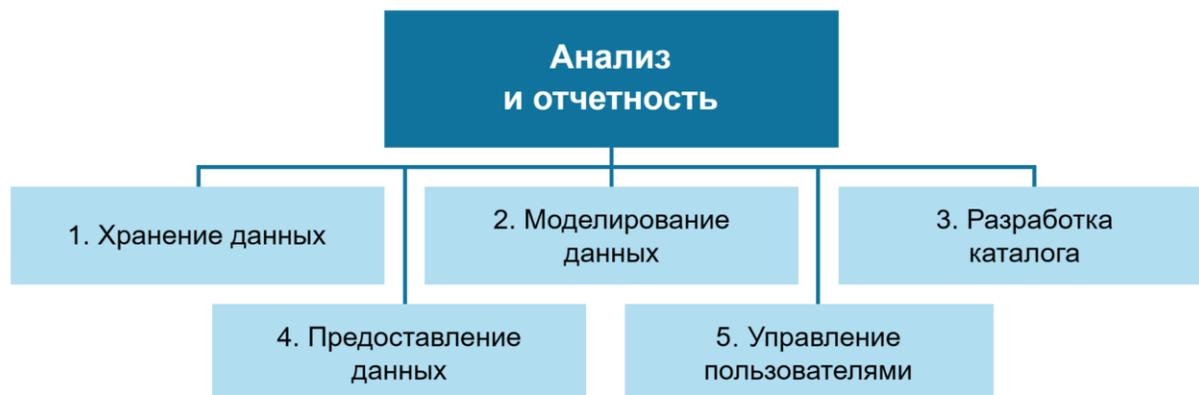 Анализ
и отчетность
1. Хранение данных
2. Моделирование
данных
3. Разработка
каталога
4. Предоставление
данных
5. Управление
пользователями